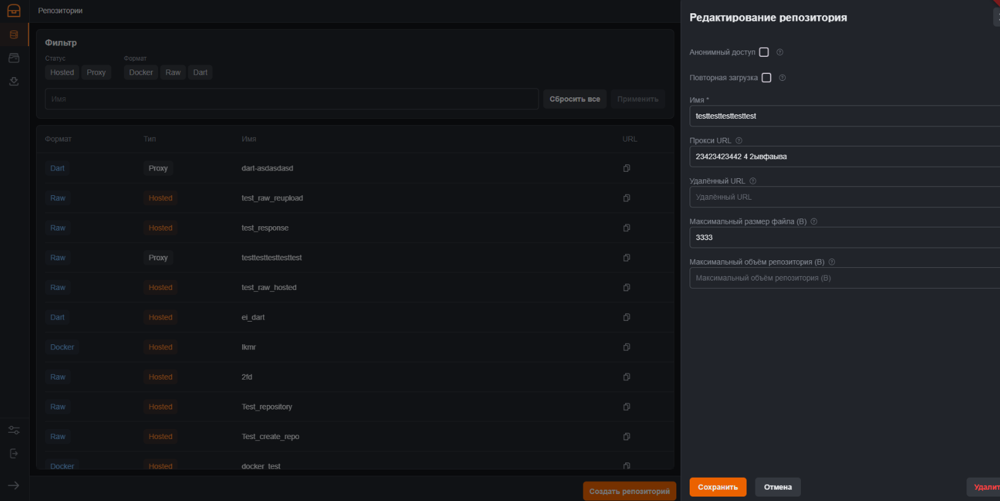 Репозитории
Фильтр
Статус Формат
Hosted Proxy Docker Raw Dart
Имя Сбросить все Применить
Формат Тип Имя URL
Dart Proxy dart-asdasdasd
Raw Hosted test_raw_reupload
Raw Hosted test_response
Raw Proxy testtesttesttesttest
Raw Hosted test_raw_hosted
Dart Hosted ei_dart
Docker Hosted lkmr
Raw Hosted 2fd
Raw Hosted Test_repository
Raw Hosted Test_create_repo
Docker Hosted docker_test
Создать репозиторий
Редактирование репозитория
Анонимный доступ
Повторная загрузка
Имя *
testtesttesttesttest
Прокси URL
23423423442 4 2ывфаыва
Удалённый URL
Удалённый URL
Максимальный размер файла (B)
3333
Максимальный объём репозитория (B)
Максимальный объём репозитория (B)
Сохранить Отмена Удалит